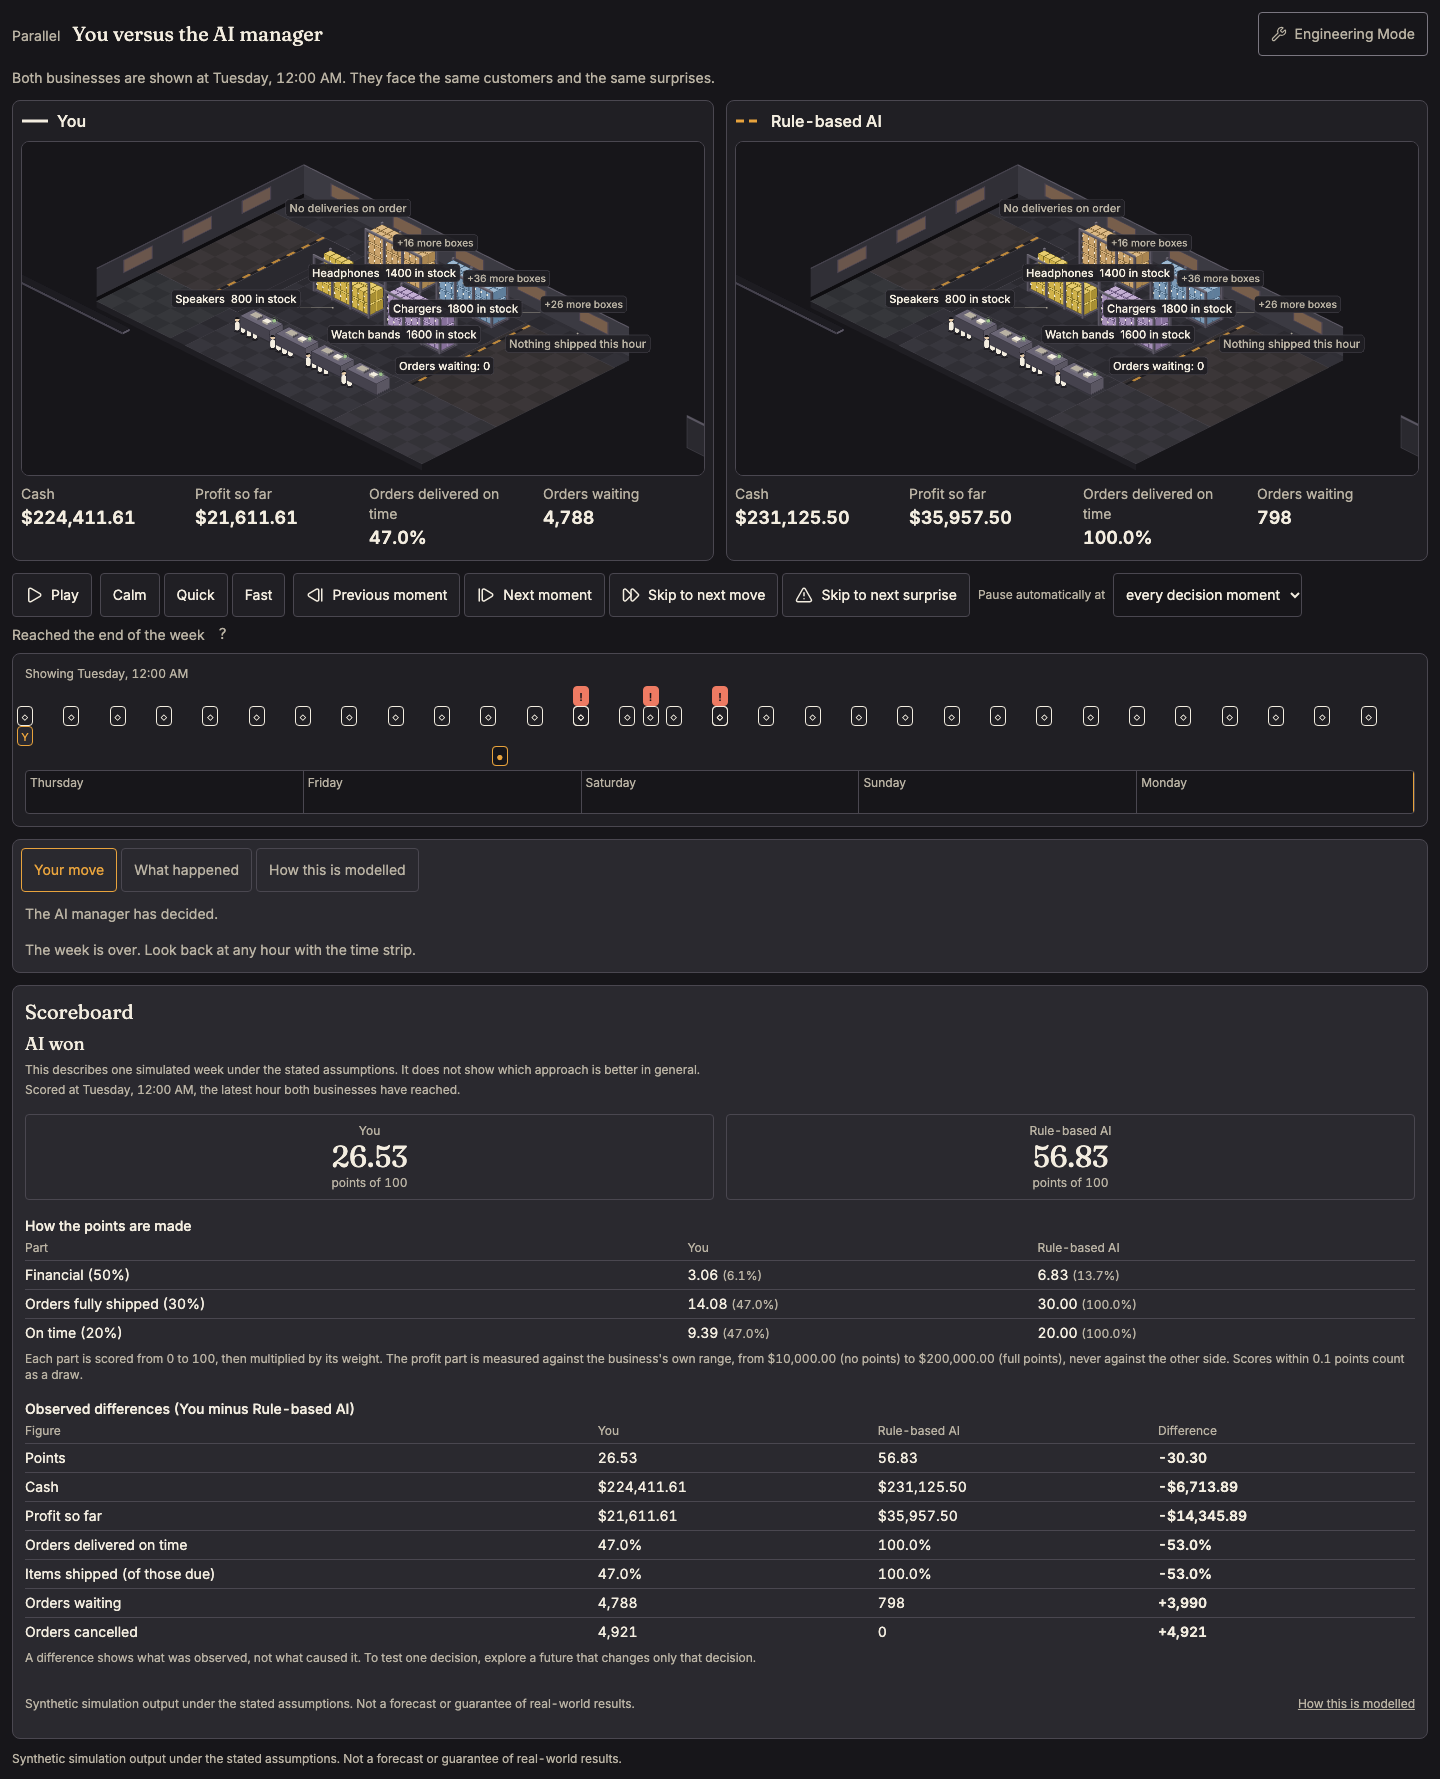 Parallel You versus the AI manager
Engineering Mode
Both businesses are shown at Tuesday, 12:00 AM. They face the same customers and the same surprises.
You
No deliveries on order
+16 more boxes
Headphones 1400 in stock
+36 more boxes
Speakers 800 in stock
Chargers 1800 in stock
+26 more boxes
Watch bands 1600 in stock
Nothing shipped this hour
Orders waiting: 0
Cash
$224,411.61
Profit so far
$21,611.61
Orders delivered on time
47.0%
Orders waiting
4,788
Rule-based AI
No deliveries on order
+16 more boxes
Headphones 1400 in stock
+36 more boxes
Speakers 800 in stock
Chargers 1800 in stock
+26 more boxes
Watch bands 1600 in stock
Nothing shipped this hour
Orders waiting: 0
Cash
$231,125.50
Profit so far
$35,957.50
Orders delivered on time
100.0%
Orders waiting
798
Play Calm Quick Fast Previous moment Next moment Skip to next move Skip to next surprise Pause automatically at every decision moment
Reached the end of the week ?
Showing Tuesday, 12:00 AM
! ! !
Y
Thursday Friday Saturday Sunday Monday
Your move What happened How this is modelled
The AI manager has decided.
The week is over. Look back at any hour with the time strip.
Scoreboard
AI won
This describes one simulated week under the stated assumptions. It does not show which approach is better in general.
Scored at Tuesday, 12:00 AM, the latest hour both businesses have reached.
You
26.53
points of 100
Rule-based AI
56.83
points of 100
How the points are made
Part You Rule-based AI
Financial (50%) 3.06 (6.1%) 6.83 (13.7%)
Orders fully shipped (30%) 14.08 (47.0%) 30.00 (100.0%)
On time (20%) 9.39 (47.0%) 20.00 (100.0%)
Each part is scored from 0 to 100, then multiplied by its weight. The profit part is measured against the business's own range, from $10,000.00 (no points) to $200,000.00 (full points), never against the other side. Scores within 0.1 points count
as a draw.
Observed differences (You minus Rule-based AI)
Figure You Rule-based AI Difference
Points 26.53 56.83 -30.30
Cash $224,411.61 $231,125.50 -$6,713.89
Profit so far $21,611.61 $35,957.50 -$14,345.89
Orders delivered on time 47.0% 100.0% -53.0%
Items shipped (of those due) 47.0% 100.0% -53.0%
Orders waiting 4,788 798 +3,990
Orders cancelled 4,921 0 +4,921
A difference shows what was observed, not what caused it. To test one decision, explore a future that changes only that decision.
Synthetic simulation output under the stated assumptions. Not a forecast or guarantee of real-world results.
How this is modelled
Synthetic simulation output under the stated assumptions. Not a forecast or guarantee of real-world results.